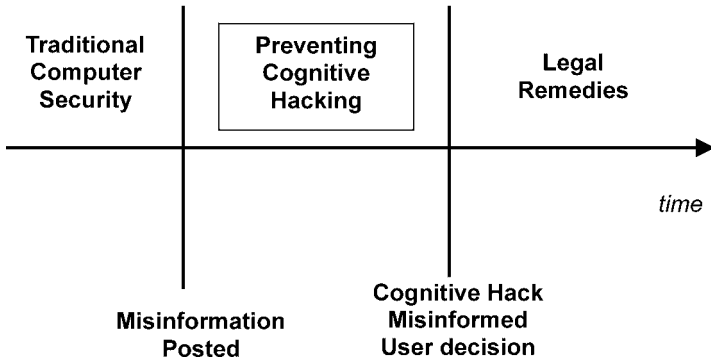 Traditional
Computer
Security
Preventing
Cognitive
Hacking
Legal
Remedies
time
Misinformation
Posted
Cognitive Hack
Misinformed
User decision